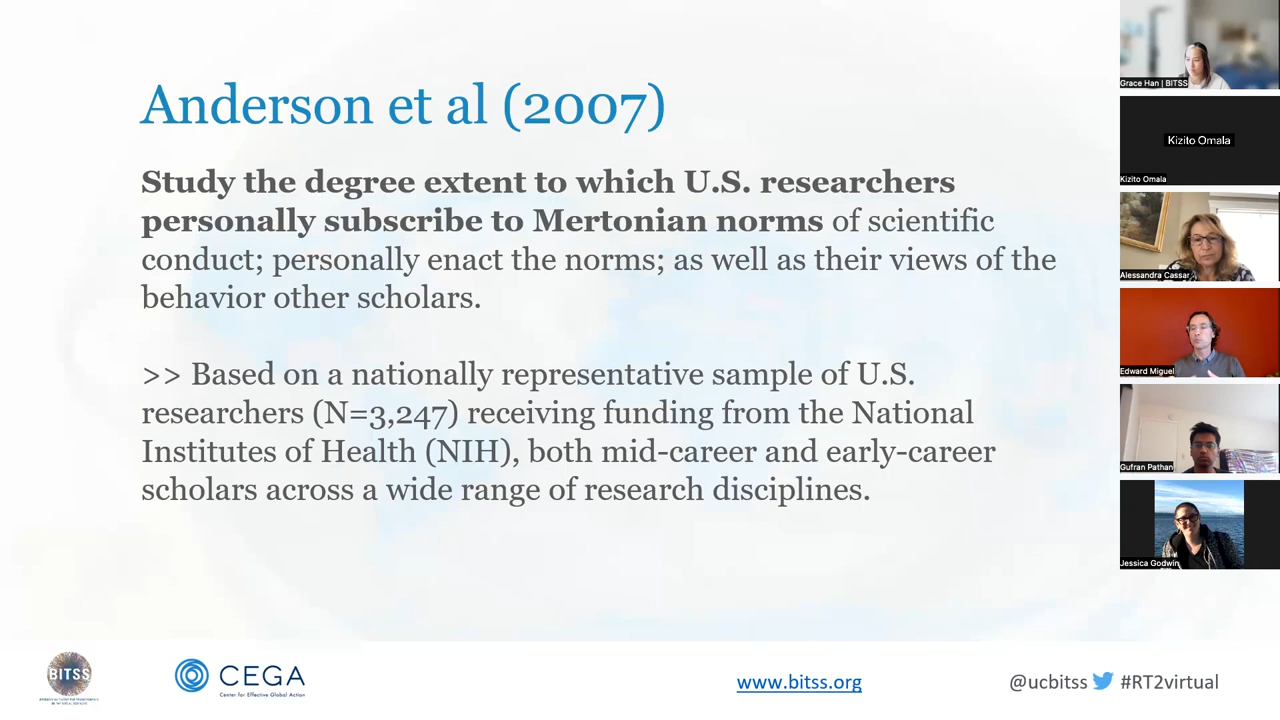 Anderson et al (2007)
Study the degree extent to which U.S. researchers
personally subscribe to Mertonian norms of scientific
conduct; personally enact the norms; as well as their views of the
behavior other scholars.
>> Based on a nationally representative sample of U.S.
researchers (N=3,247) receiving funding from the National
Institutes of Health (NIH), both mid-career and early-career
scholars across a wide range of research disciplines.
Grace Han | BITSS
Kizito Omala
Kizito Omala
Alessandra Cassar
Edward Miguel
Gufran Pathan
Jessica Godwin
BITSS
CEGA
Center for Effective Global Action
www.bitss.org
@ucbitss
#RT2virtual